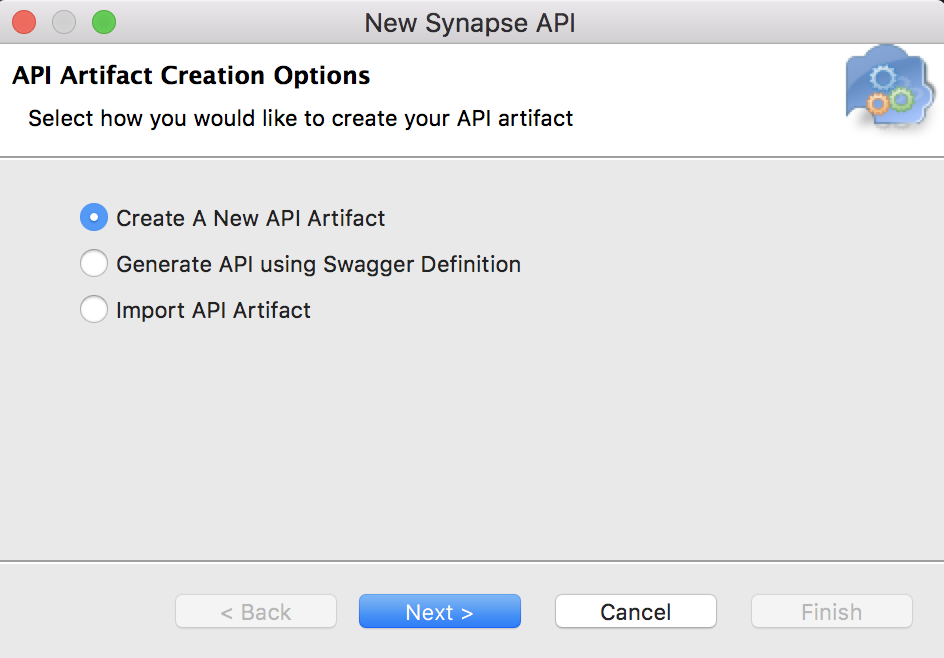 New Synapse API
API Artifact Creation Options
Select how you would like to create your API artifact
Create A New API Artifact
Generate API using Swagger Definition
Import API Artifact
< Back
Next >
Cancel
Finish